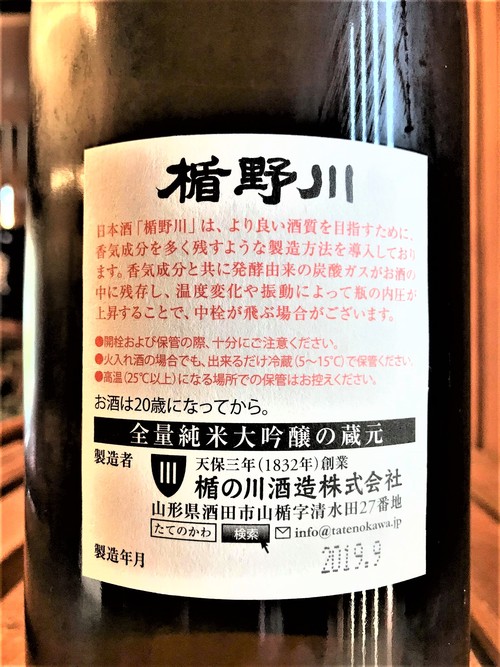 楯野川
日本酒「楯野川」は、より良い酒質を目指すために、
香気成分を多く残すような製造方法を導入しており
ます。香気成分と共に発酵由来の炭酸ガスがお酒の
中に残存し、温度変化や振動によって瓶の内圧が
上昇することで、中栓が飛ぶ場合がございます。
●開栓および保管の際、十分にご注意ください。
●火入れ酒の場合でも、出来るだけ冷蔵(5〜15℃)で保管ください。
●高温(25℃以上)になる場所での保管はお控えください。
お酒は20歳になってから。
全量純米大吟醸の蔵元
製造者
天保三年(1832年)創業
楯の川酒造株式会社
山形県酒田市山楯字清水田27番地
たてのかわ 検索 info@tatenokawa.jp
製造年月 2019.9